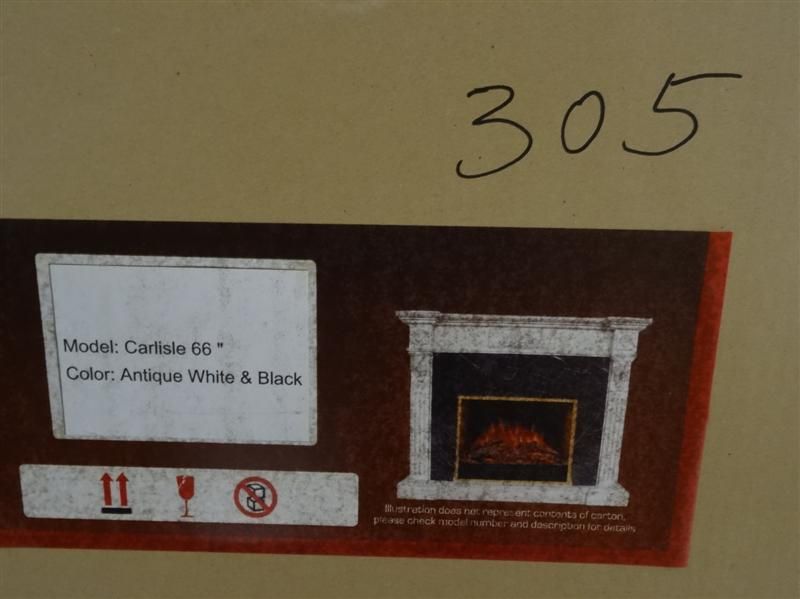 305
Model: Carlisle 66 "
Color: Antique White & Black
Illustration does not represent contents of carton,
please check model number and description for details